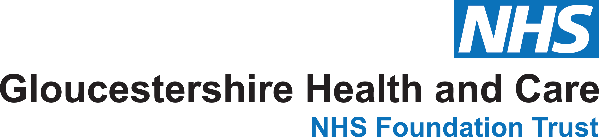 NHS
Gloucestershire Health and Care
NHS Foundation Trust